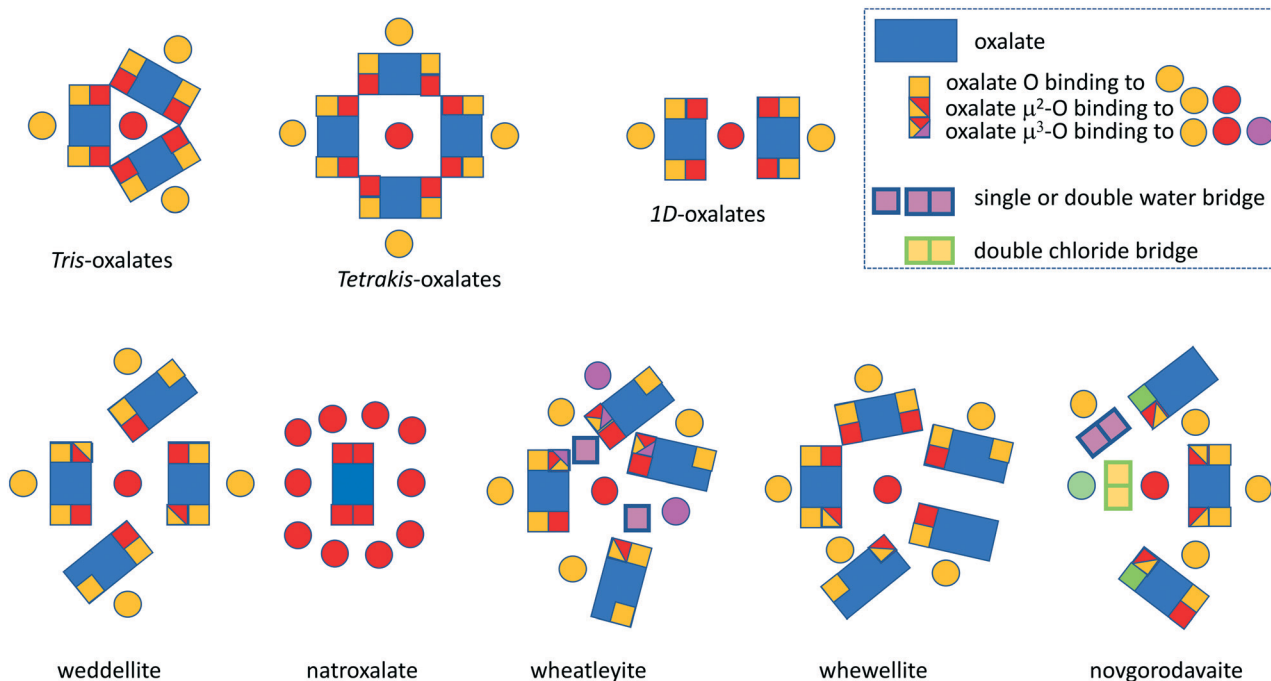 oxalate
oxalate O binding to
oxalate μ²-O binding to
oxalate μ³-O binding to
single or double water bridge
double chloride bridge
Tris-oxalates
Tetrakis-oxalates
1D-oxalates
weddellite
natroxalate
wheatleyite
whewellite
novgorodavaite